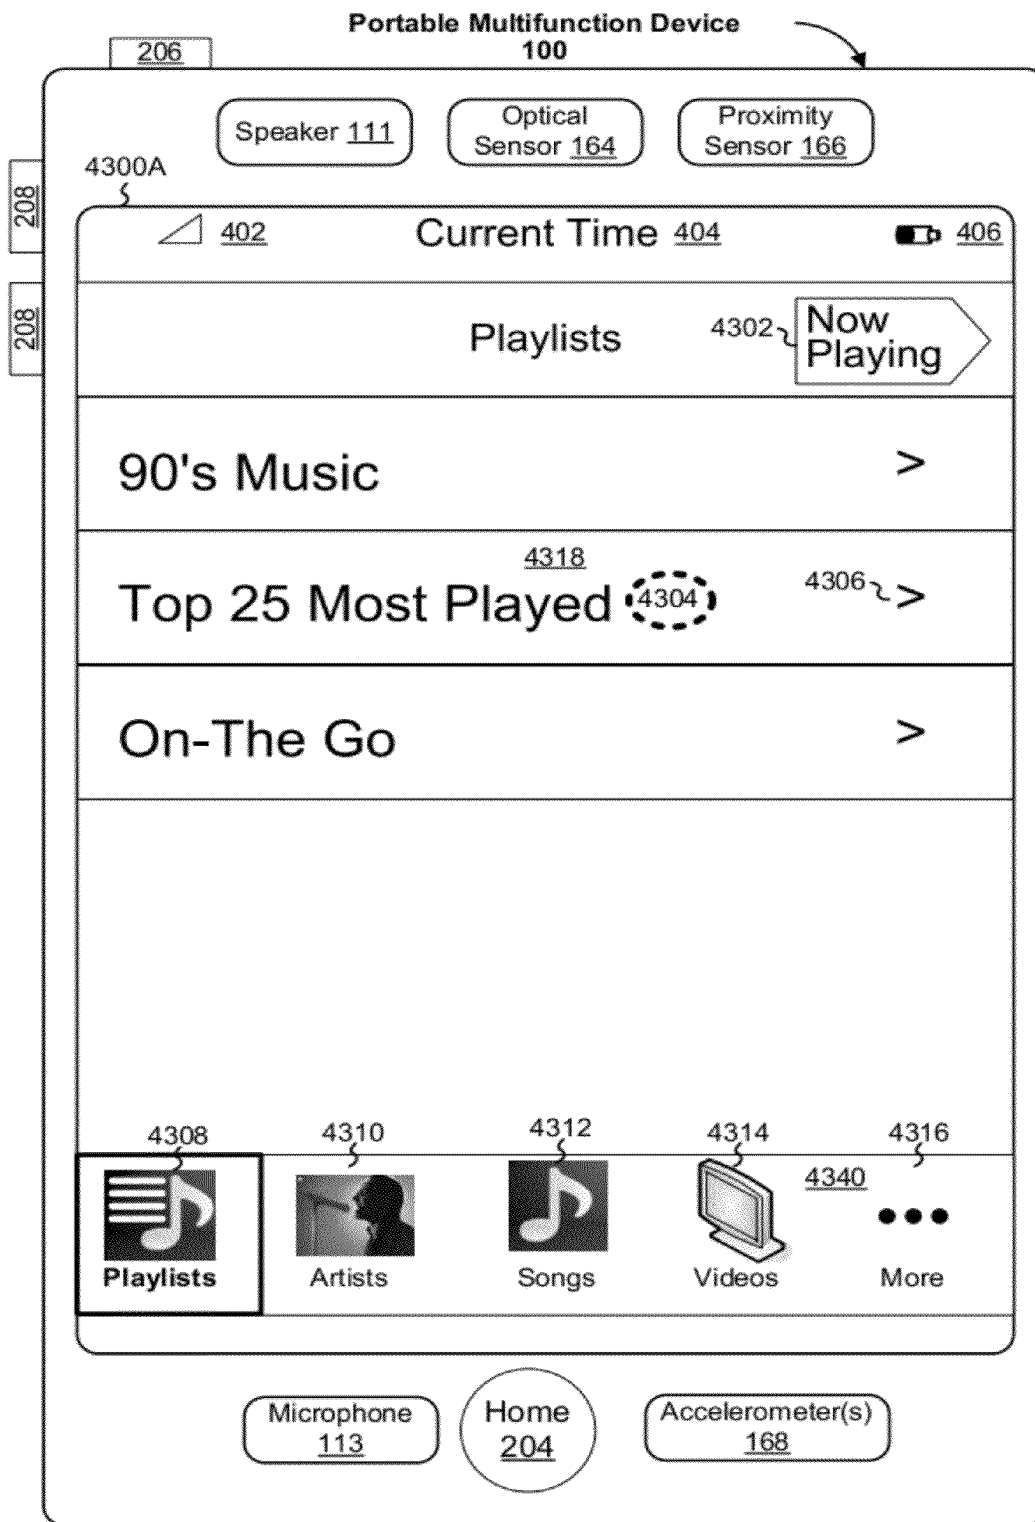 Portable Multifunction Device
100
206
Speaker 111
Optical
Sensor 164
Proximity
Sensor 166
4300A
208
402
Current Time 404
406
208
Playlists
4302
Now
Playing
90's Music
>
4318
Top 25 Most Played
4304
4306
>
On-The Go
>
4308
4310
4312
4314
4316
4340
Playlists
Artists
Songs
Videos
More
Microphone
113
Home
204
Accelerometer(s)
168